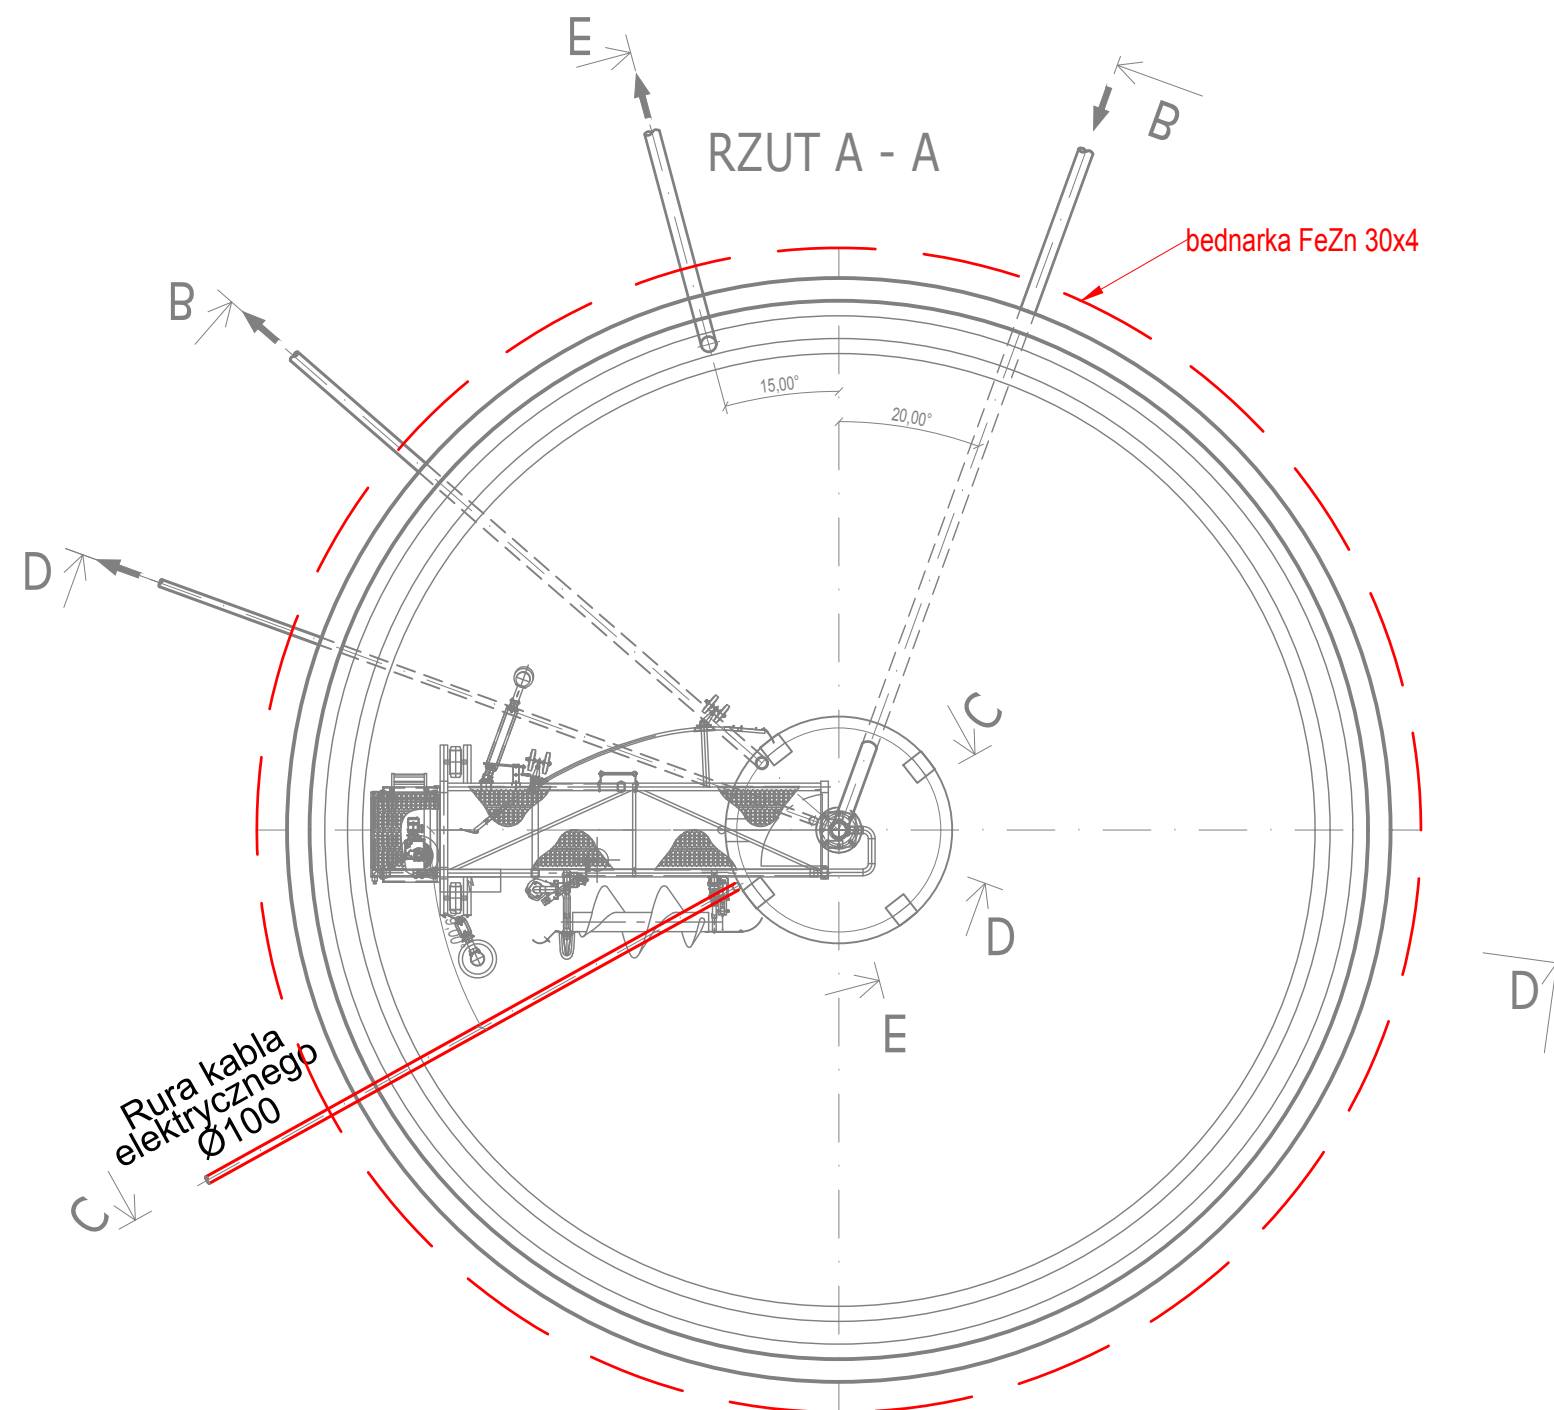 E
B
RZUT A - A
bednarka FeZn 30x4
B
15,00°
20,00°
D
C
D
D
E
Rura kabla
elektrycznego
Ø100
C